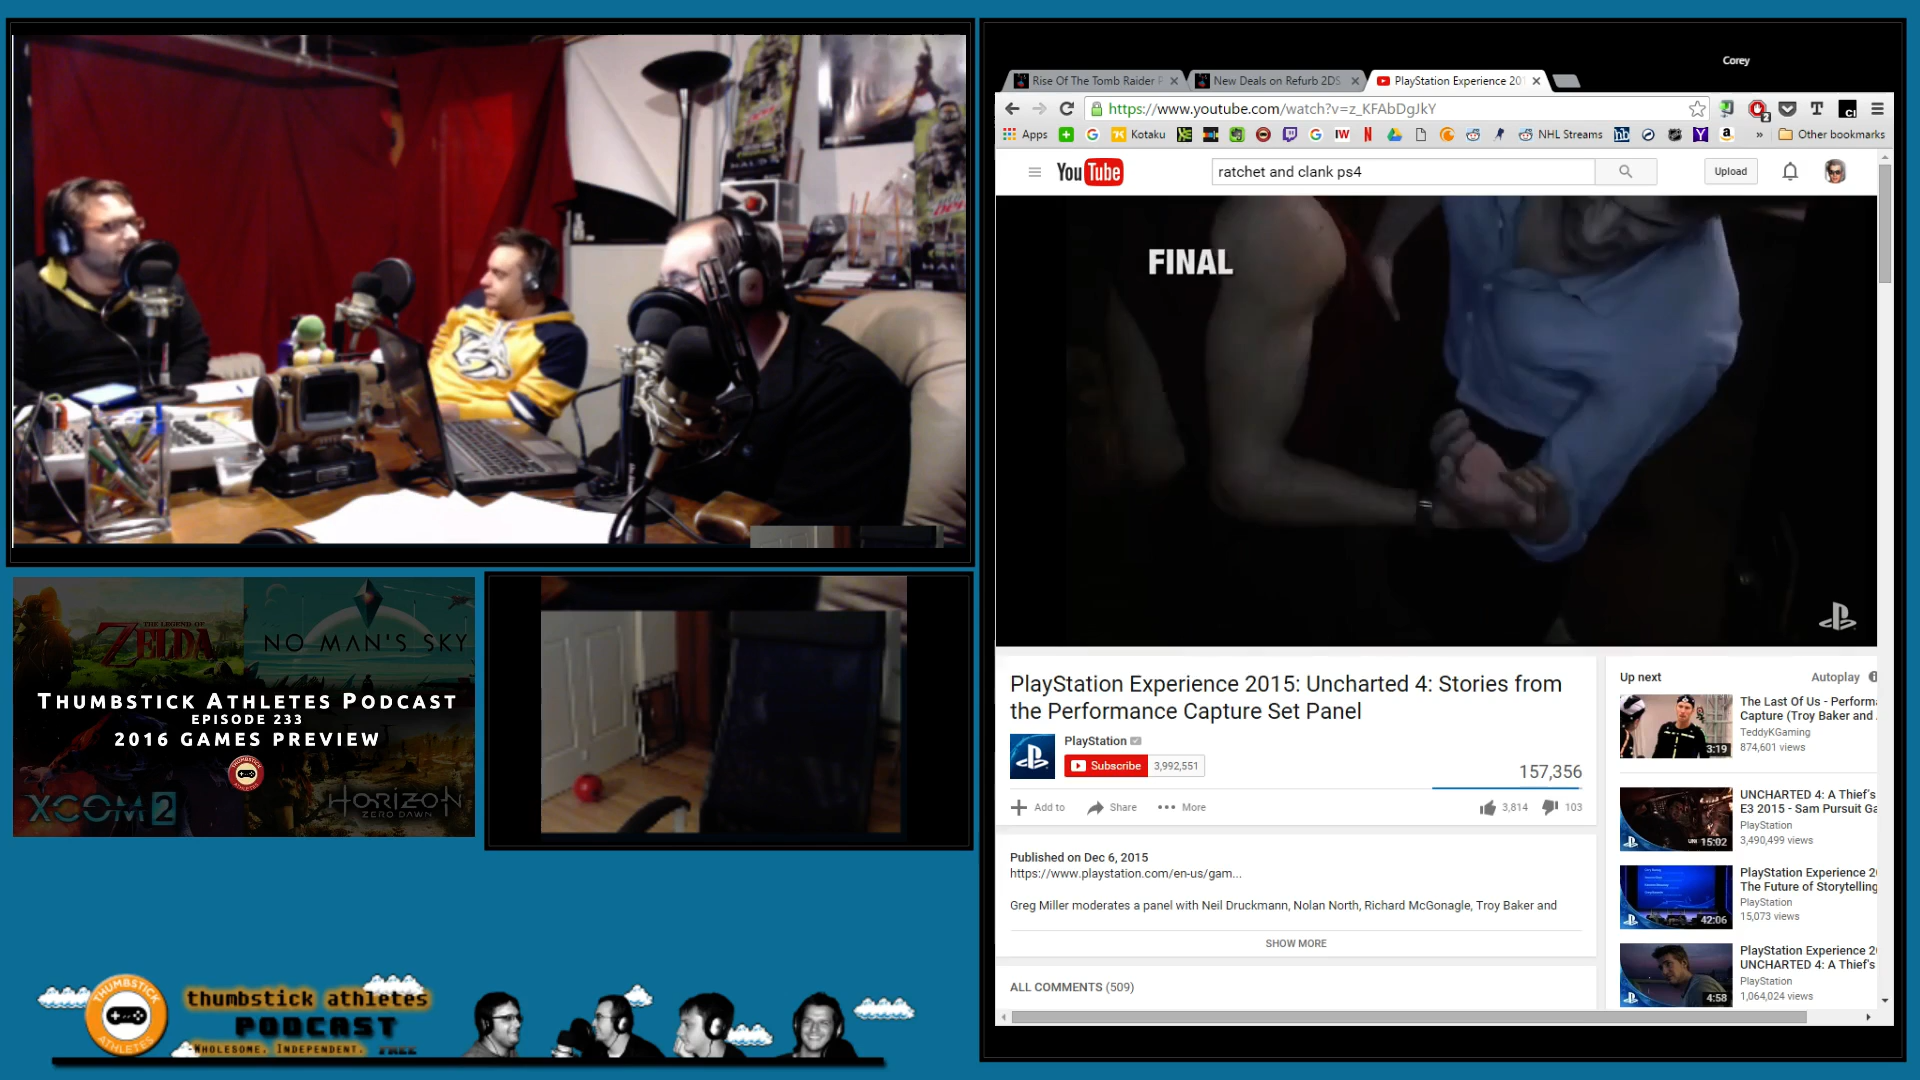 Corey
Rise Of The Tomb Raider
New Deals on Refurb 2DS
PlayStation Experience 20
https://www.youtube.com/watch?v=z_KFAbDgJkY
Apps
Kotaku
IW
NHL Streams
Other bookmarks
YouTube
ratchet and clank ps4
Upload
FINAL
PlayStation Experience 2015: Uncharted 4: Stories from
the Performance Capture Set Panel
PlayStation
Subscribe 3,992,551
157,356
Add to Share More
3,814 103
Published on Dec 6, 2015
https://www.playstation.com/en-us/gam...
Greg Miller moderates a panel with Neil Druckmann, Nolan North, Richard McGonagle, Troy Baker and
SHOW MORE
ALL COMMENTS (509)
Up next Autoplay
The Last Of Us - Perform
Capture (Troy Baker and
TeddyKGaming
874,601 views
3:19
UNCHARTED 4: A Thief's
E3 2015 - Sam Pursuit Ga
PlayStation
3,490,499 views
15:02
PlayStation Experience 2
The Future of Storytelling
PlayStation
15,073 views
42:06
PlayStation Experience 2
UNCHARTED 4: A Thief's
PlayStation
1,064,024 views
4:58
THE LEGEND OF
ZELDA
NO MAN'S SKY
THUMBSTICK ATHLETES PODCAST
EPISODE 233
2016 GAMES PREVIEW
XCOM 2
HORIZON
ZERO DAWN
THUMBSTICK
ATHLETES
thumbstick athletes
PODCAST
WHOLESOME. INDEPENDENT. FREE